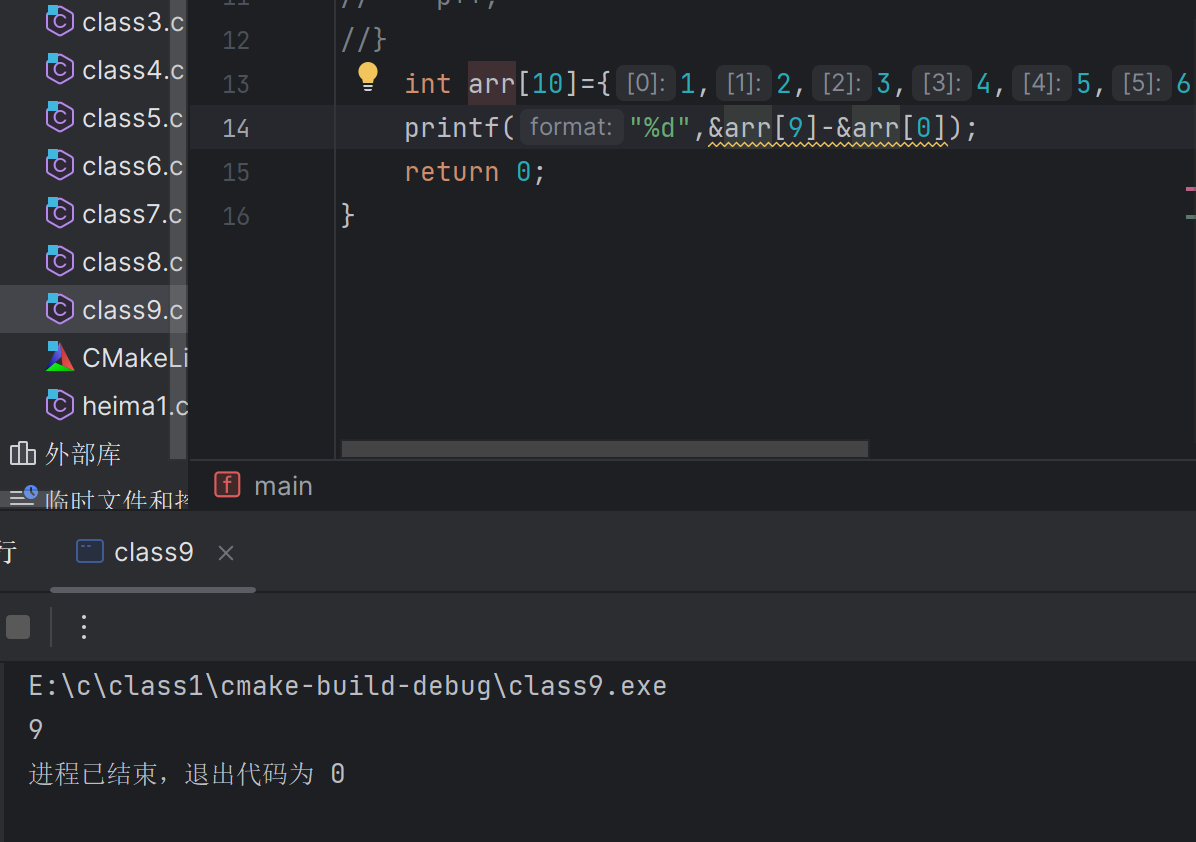 class3.c
class4.c
class5.c
class6.c
class7.c
class8.c
class9.c
CMakeLi
heima1.c
外部库
临时文件和
12 //}
13 int arr[10]={[0]: 1, [1]: 2, [2]: 3, [3]: 4, [4]: 5, [5]: 6
14 printf( format: "%d",&arr[9]-&arr[0]);
15 return 0;
16 }
main
行
class9
E:\c\class1\cmake-build-debug\class9.exe
9
进程已结束，退出代码为 0